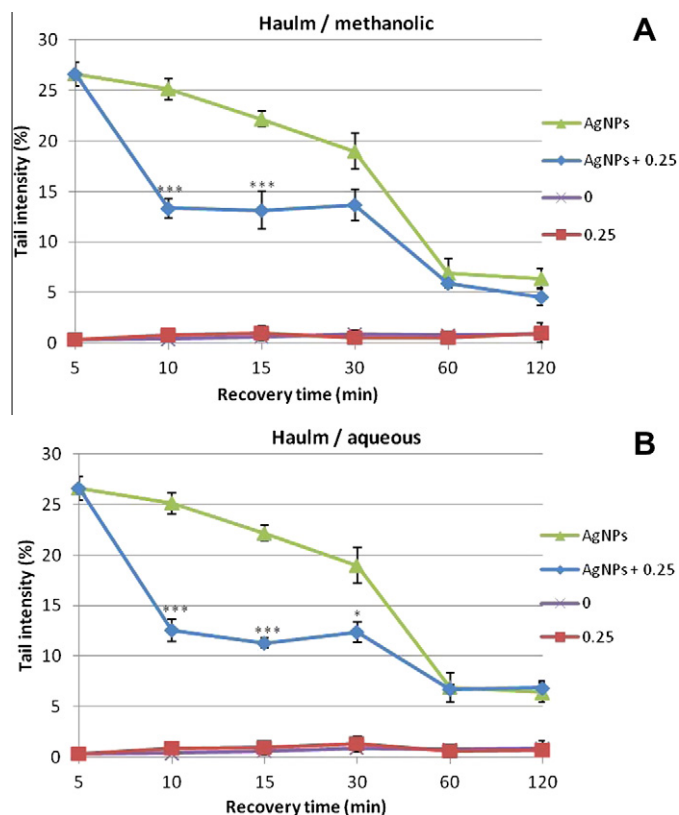 Haulm / methanolic
A
30
25
20
15
10
5
0
Tail intensity (%)
*** ***
5 10 15 30 60 120
Recovery time (min)
AgNPs
AgNPs + 0.25
0
0.25
Haulm / aqueous
B
30
25
20
15
10
5
0
Tail intensity (%)
*** *** *
5 10 15 30 60 120
Recovery time (min)
AgNPs
AgNPs + 0.25
0
0.25